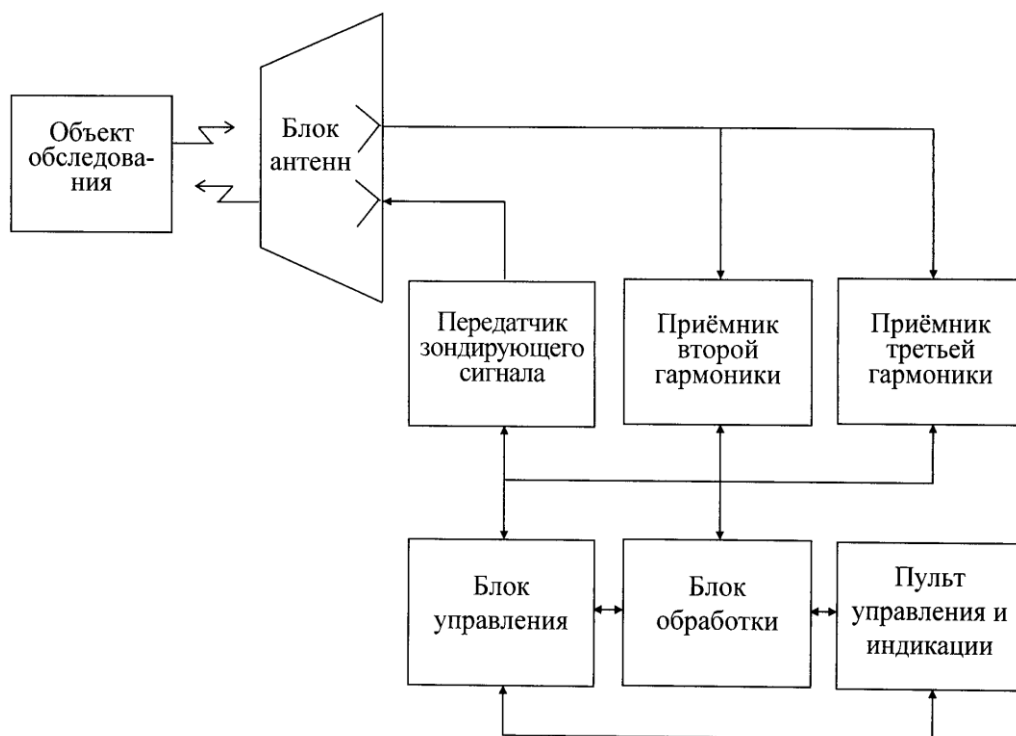 Объект
обследова-
ния
Блок
антенн
Передатчик
зондирующего
сигнала
Приёмник
второй
гармоники
Приёмник
третьей
гармоники
Блок
управления
Блок
обработки
Пульт
управления и
индикации